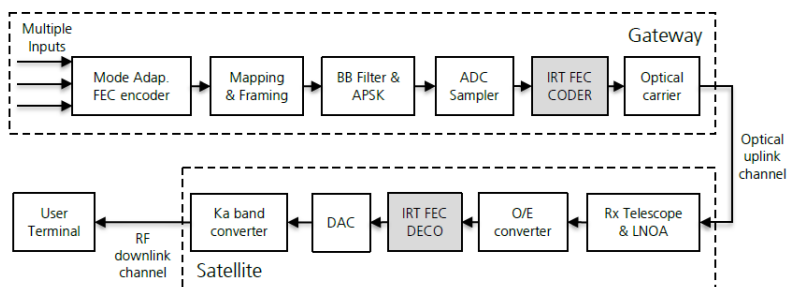 Multiple
Inputs
Gateway
Mode Adap.
FEC encoder
Mapping
& Framing
BB Filter &
APSK
ADC
Sampler
IRT FEC
CODER
Optical
carrier
Optical
uplink
channel
User
Terminal
RF
downlink
channel
Ka band
converter
DAC
IRT FEC
DECO
O/E
converter
Rx Telescope
& LNOA
Satellite